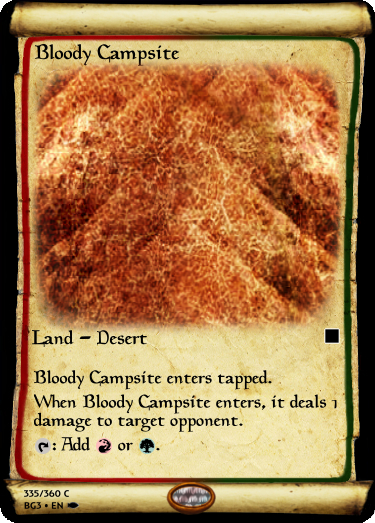 Bloody Campsite
Land – Desert
Bloody Campsite enters tapped.
When Bloody Campsite enters, it deals 1
damage to target opponent.
: Add or .
335/360 C
BG3 • EN